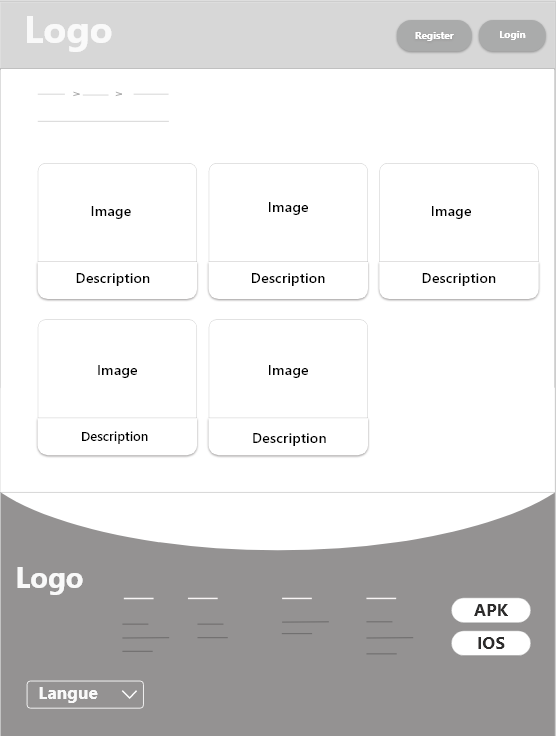 Logo
Register
Login
> >
Image
Image
Image
Description
Description
Description
Image
Image
Description
Description
Logo
APK
IOS
Langue